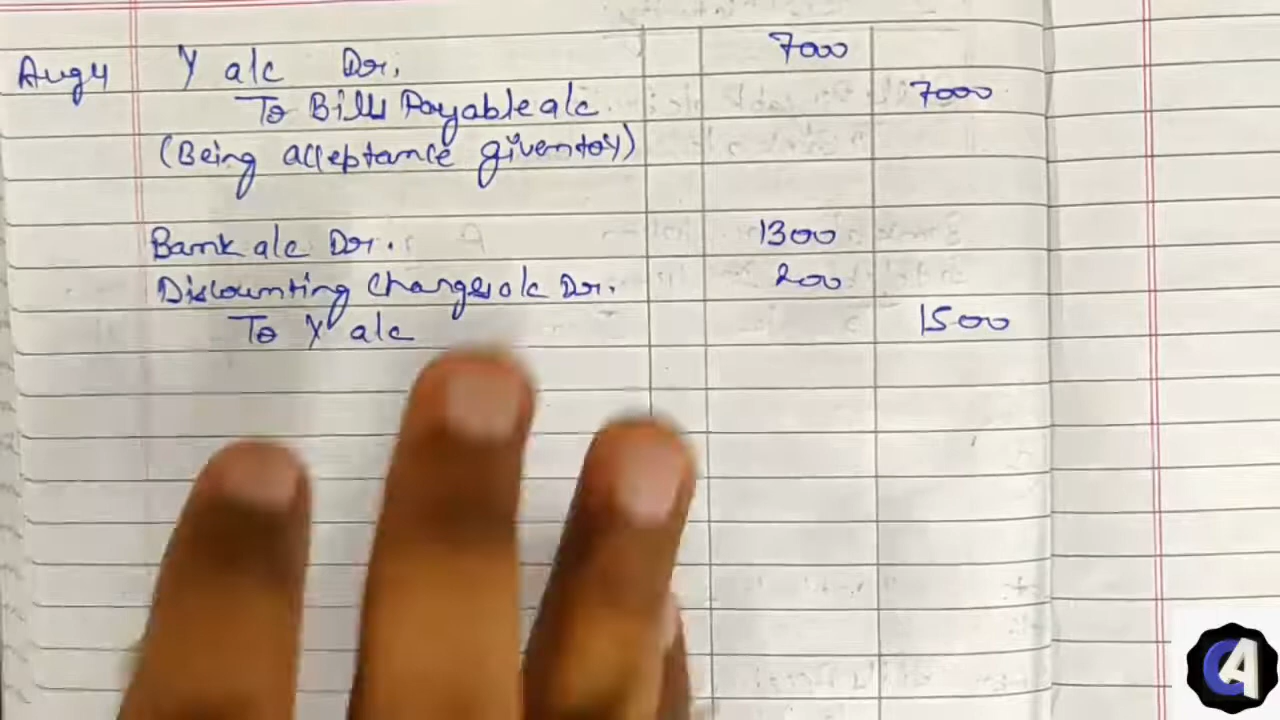 Aug 4 Y a/c Dr. 7000
To Bills Payable a/c. 7000
(Being acceptance given to Y)
Bank a/c Dr. 1300
Discounting Charges a/c Dr. 200
To Y a/c 1500
CA